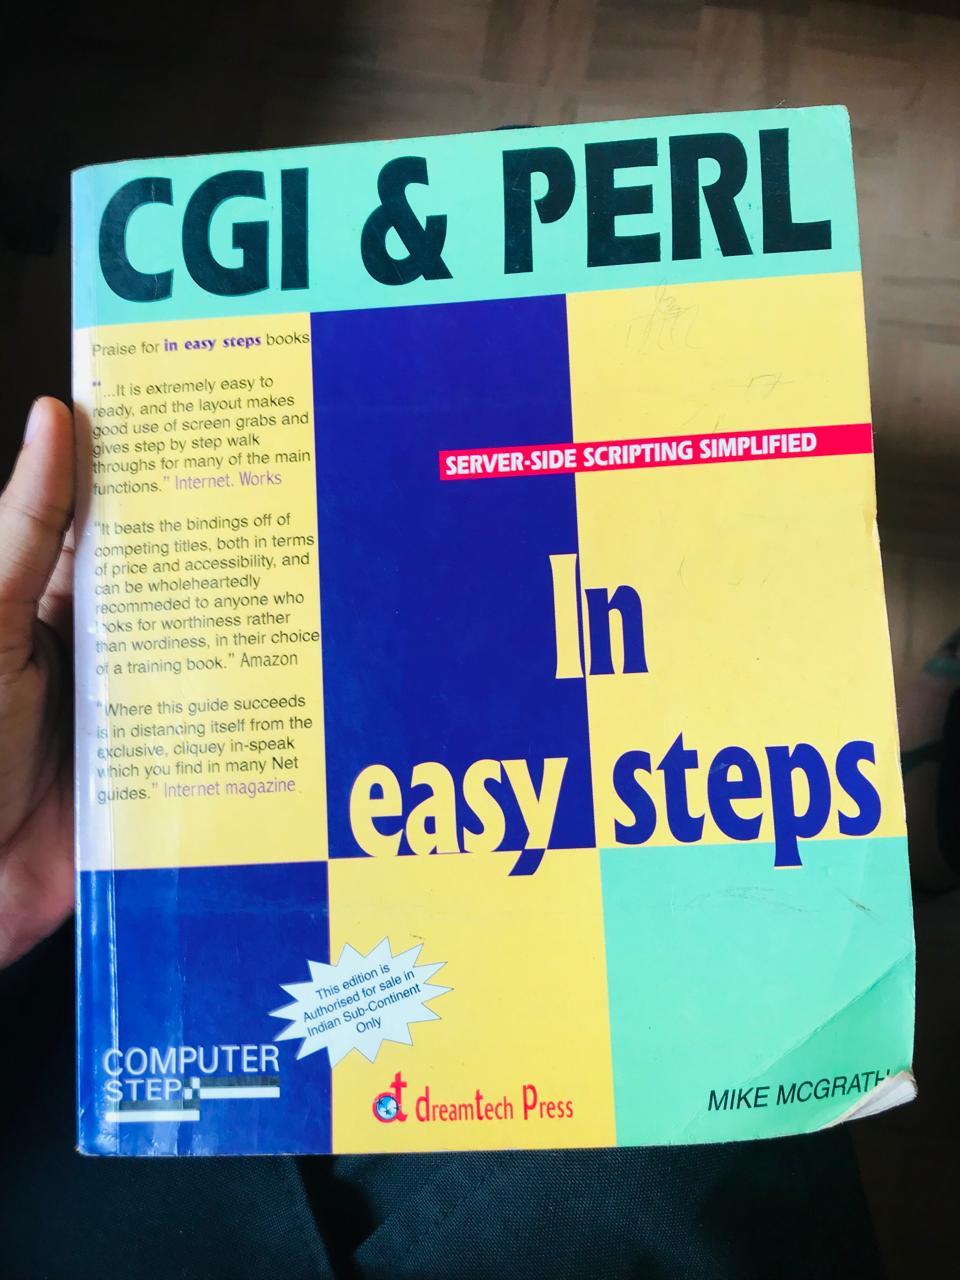 CGI & PERL
Praise for in easy steps books
"...It is extremely easy to
ready, and the layout makes
good use of screen grabs and
gives step by step walk
throughs for many of the main
functions." Internet. Works
"It beats the bindings off of
competing titles, both in terms
of price and accessibility, and
can be wholeheartedly
recommeded to anyone who
looks for worthiness rather
than wordiness, in their choice
of a training book." Amazon
"Where this guide succeeds
is in distancing itself from the
exclusive, cliquey in-speak
which you find in many Net
guides." Internet magazine
SERVER-SIDE SCRIPTING SIMPLIFIED
In
easy steps
This edition is
Authorised for sale in
Indian Sub-Continent
Only
COMPUTER
STEP
dt dreamtech Press
MIKE MCGRATH